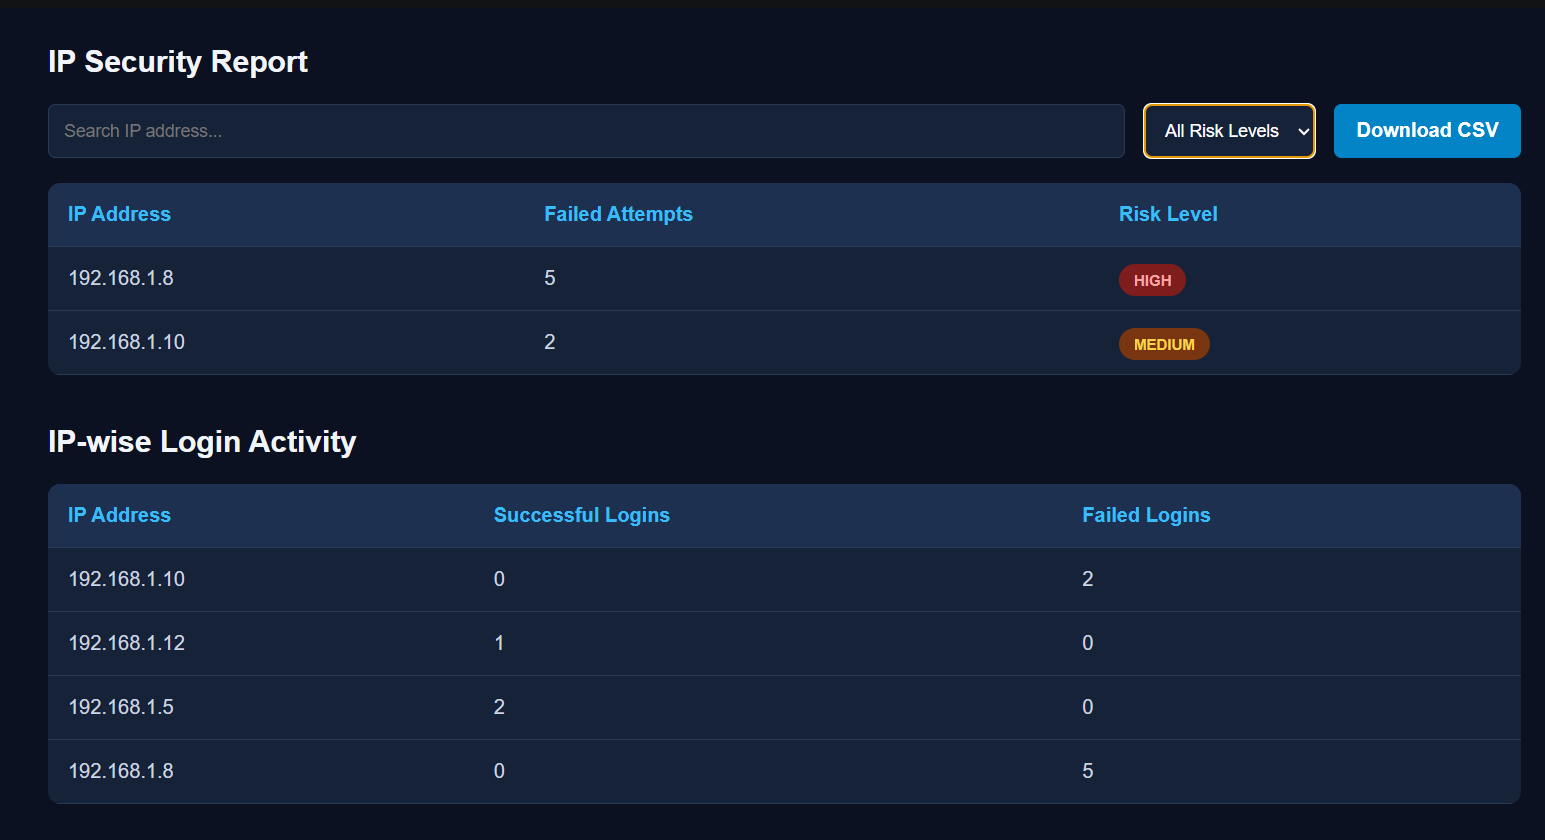 IP Security Report
Search IP address...
All Risk Levels
Download CSV
IP Address Failed Attempts Risk Level
192.168.1.8 5 HIGH
192.168.1.10 2 MEDIUM
IP-wise Login Activity
IP Address Successful Logins Failed Logins
192.168.1.10 0 2
192.168.1.12 1 0
192.168.1.5 2 0
192.168.1.8 0 5